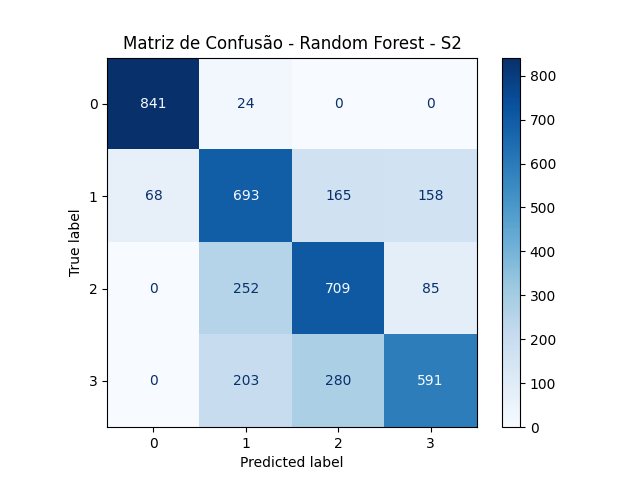 Matriz de Confusão - Random Forest - S2
True label
0 841 24 0 0
1 68 693 165 158
2 0 252 709 85
3 0 203 280 591
0 1 2 3
Predicted label
800
700
600
500
400
300
200
100
0